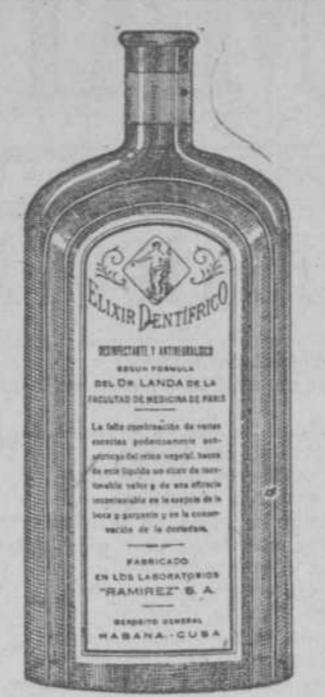 ELIXIR DENTÍFRICO
DESINFECTANTE Y ANTINEURALGICO
SEGUN FORMULA
DEL DR. LANDA DE LA
FACULTAD DE MEDICINA DE PARIS
La feliz combinación de varias
esencias poderosamente anti-
sépticas del reino vegetal, hacen
de este líquido un elixir de ines-
timable valor y de una eficacia
incontestable en la asepsia de la
boca y garganta y en la conser-
vación de la dentadura.
FABRICADO
EN LOS LABORATORIOS
"RAMIREZ" S. A.
DEPOSITO GENERAL
HABANA.-CUBA